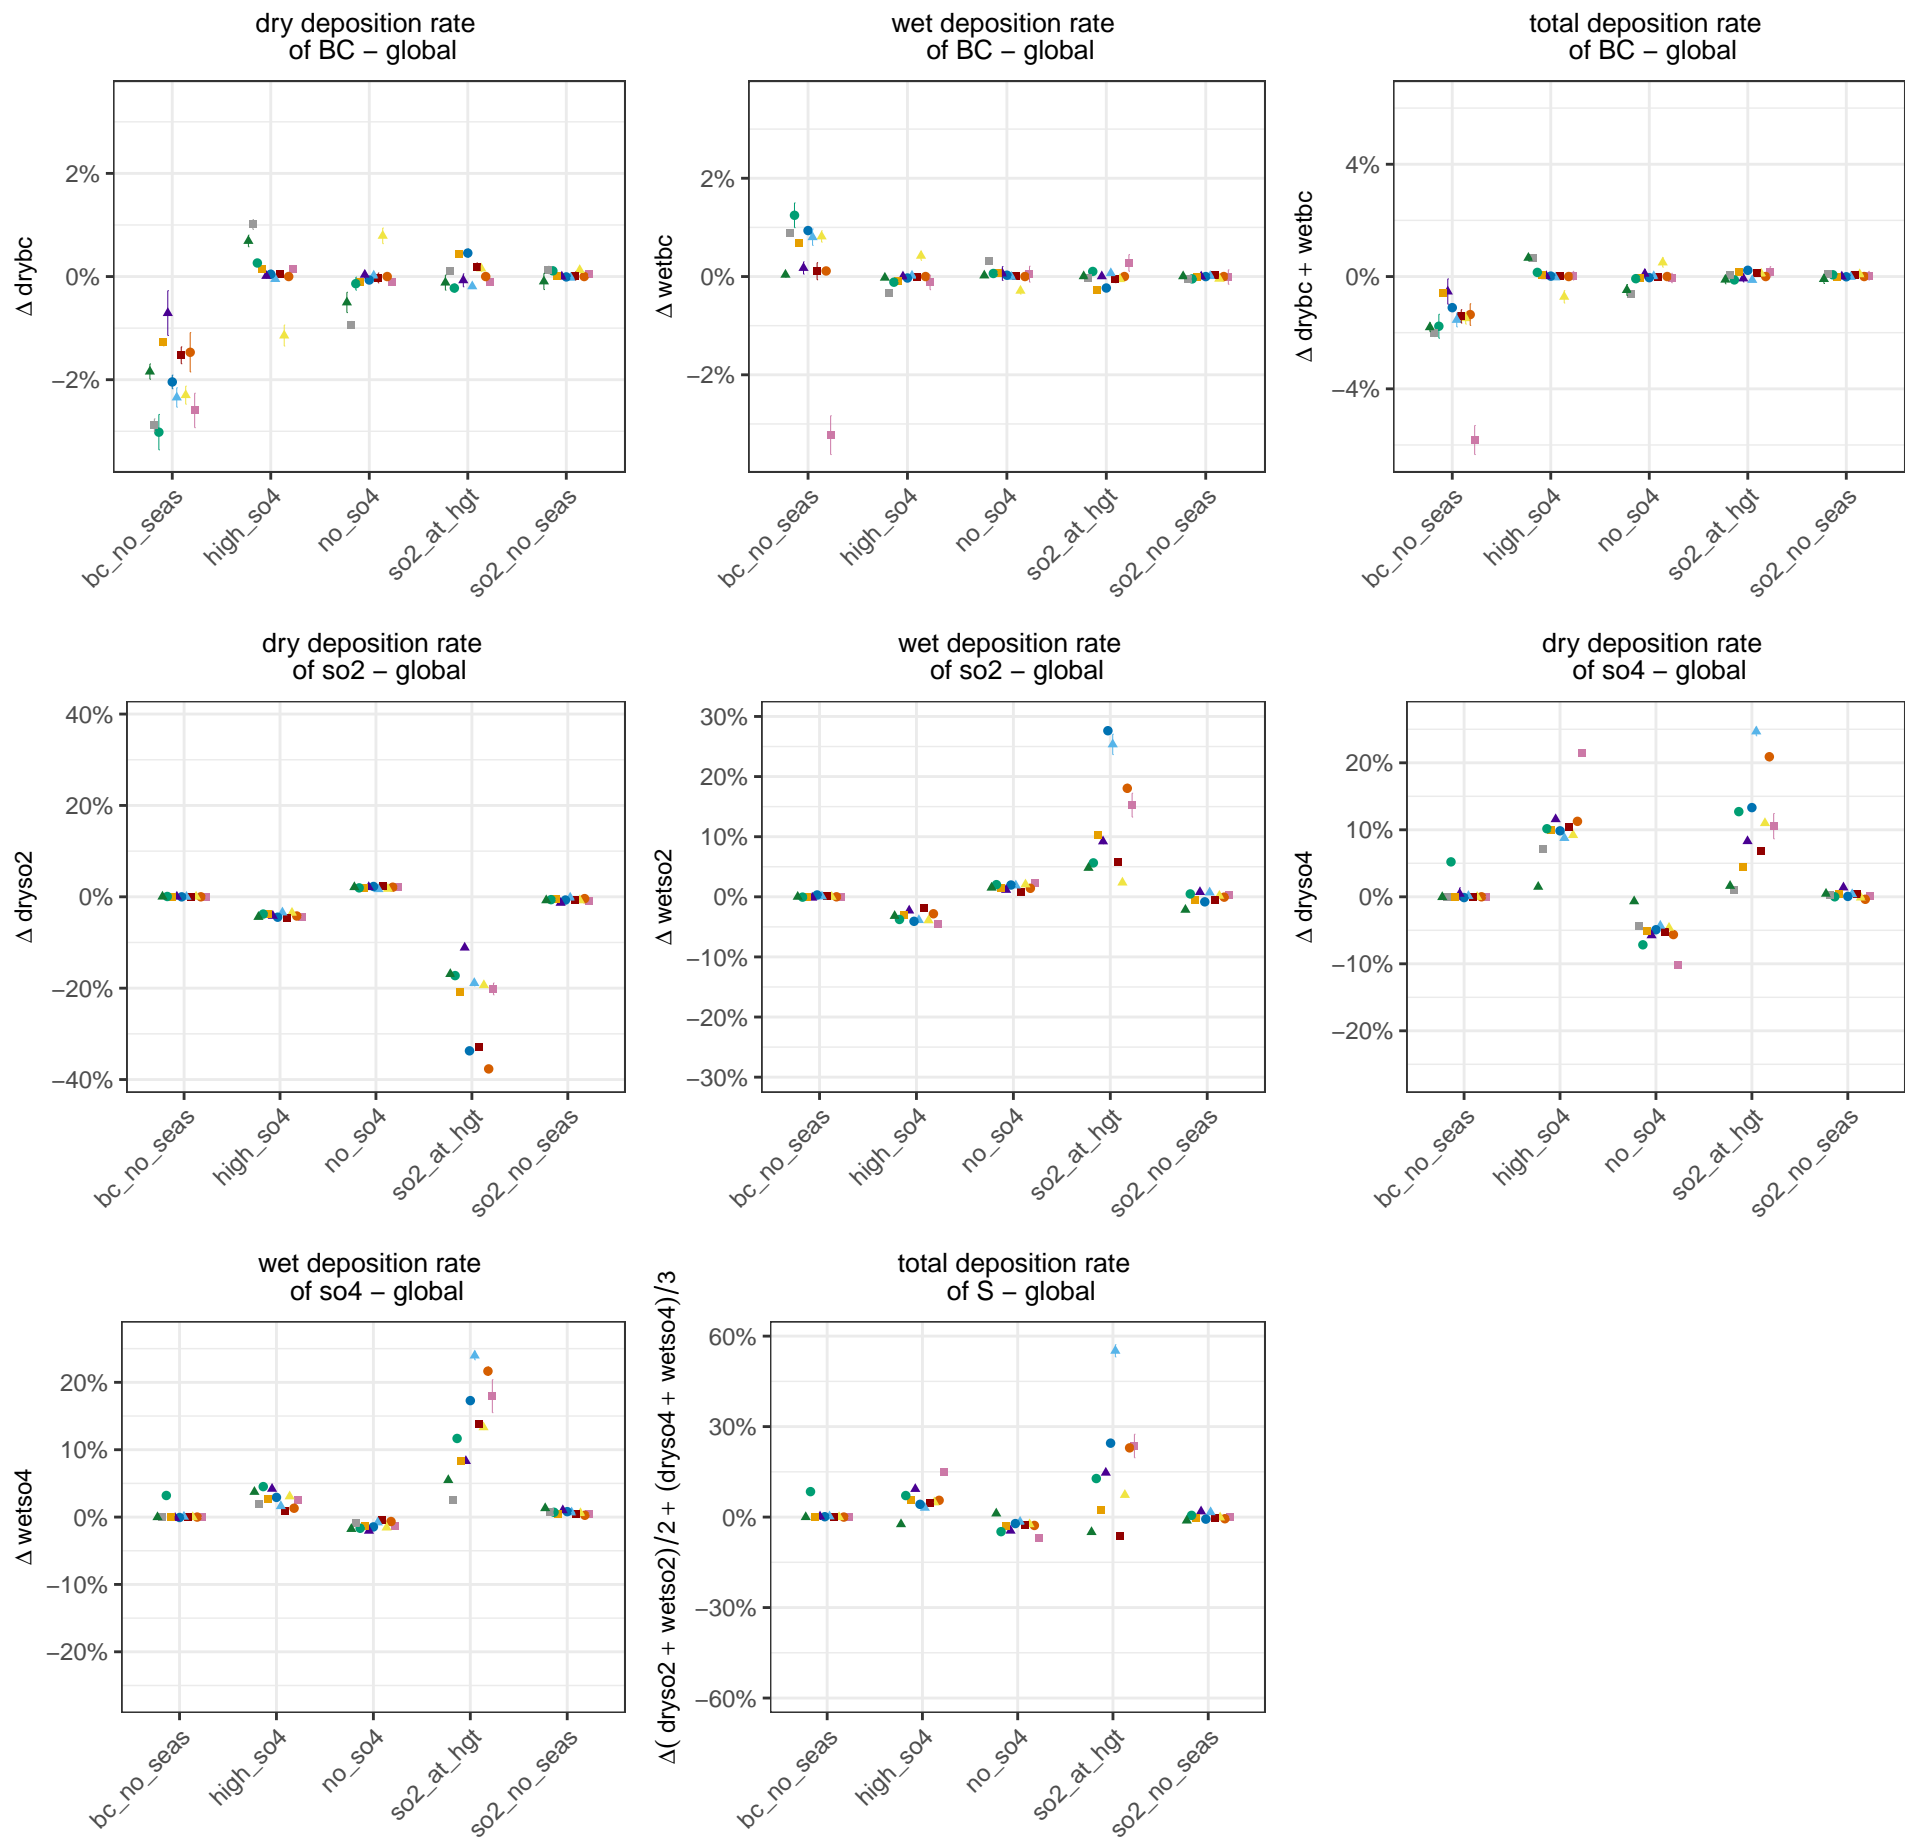 dry deposition rate
of BC − global
wet deposition rate
of BC − global
total deposition rate
of BC − global
Δ drybc
2%
0%
−2%
bc_no_seas
high_so4
no_so4
so2_at_hgt
so2_no_seas
Δ wetbc
2%
0%
−2%
bc_no_seas
high_so4
no_so4
so2_at_hgt
so2_no_seas
Δ drybc + wetbc
4%
0%
−4%
bc_no_seas
high_so4
no_so4
so2_at_hgt
so2_no_seas
dry deposition rate
of so2 − global
wet deposition rate
of so2 − global
dry deposition rate
of so4 − global
Δ dryso2
40%
20%
0%
−20%
−40%
bc_no_seas
high_so4
no_so4
so2_at_hgt
so2_no_seas
Δ wetso2
30%
20%
10%
0%
−10%
−20%
−30%
bc_no_seas
high_so4
no_so4
so2_at_hgt
so2_no_seas
Δ dryso4
20%
10%
0%
−10%
−20%
bc_no_seas
high_so4
no_so4
so2_at_hgt
so2_no_seas
wet deposition rate
of so4 − global
total deposition rate
of S − global
Δ wetso4
20%
10%
0%
−10%
−20%
bc_no_seas
high_so4
no_so4
so2_at_hgt
so2_no_seas
Δ( dryso2 + wetso2)/2 + (dryso4 + wetso4)/3
60%
30%
0%
−30%
−60%
bc_no_seas
high_so4
no_so4
so2_at_hgt
so2_no_seas